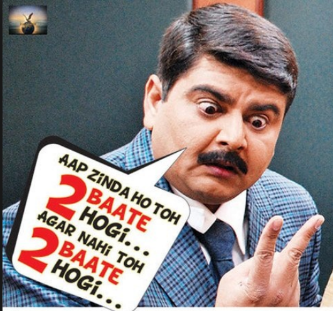 AAP ZINDA HO TOH
2 BAATE
HOGI...
AGAR NAHI TOH
2 BAATE
HOGI...